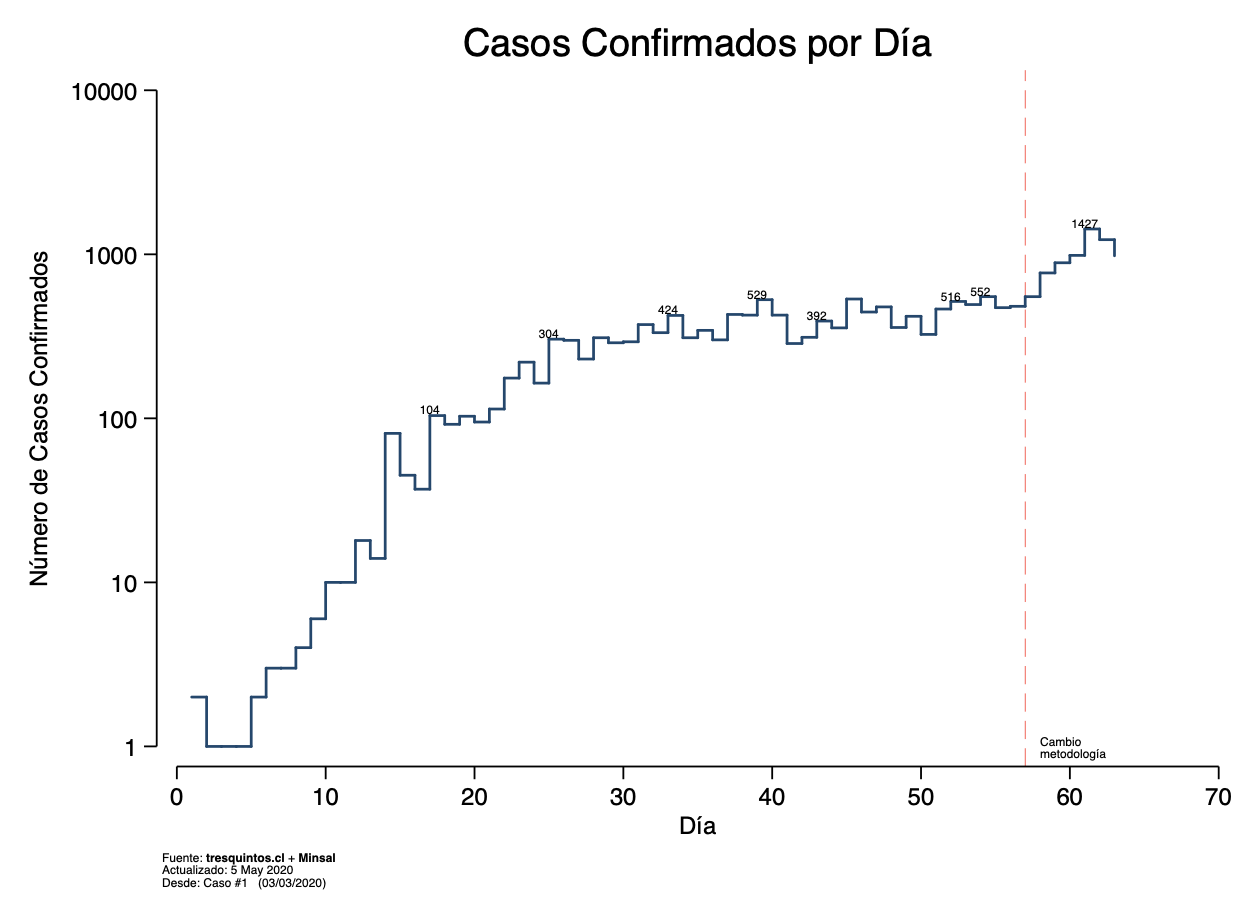 Casos Confirmados por Día
10000
1000
100
10
1
Número de Casos Confirmados
104
304
424
529
392
516
552
1427
Cambio
metodología
0 10 20 30 40 50 60 70
Día
Fuente: tresquintos.cl + Minsal
Actualizado: 5 May 2020
Desde: Caso #1 (03/03/2020)